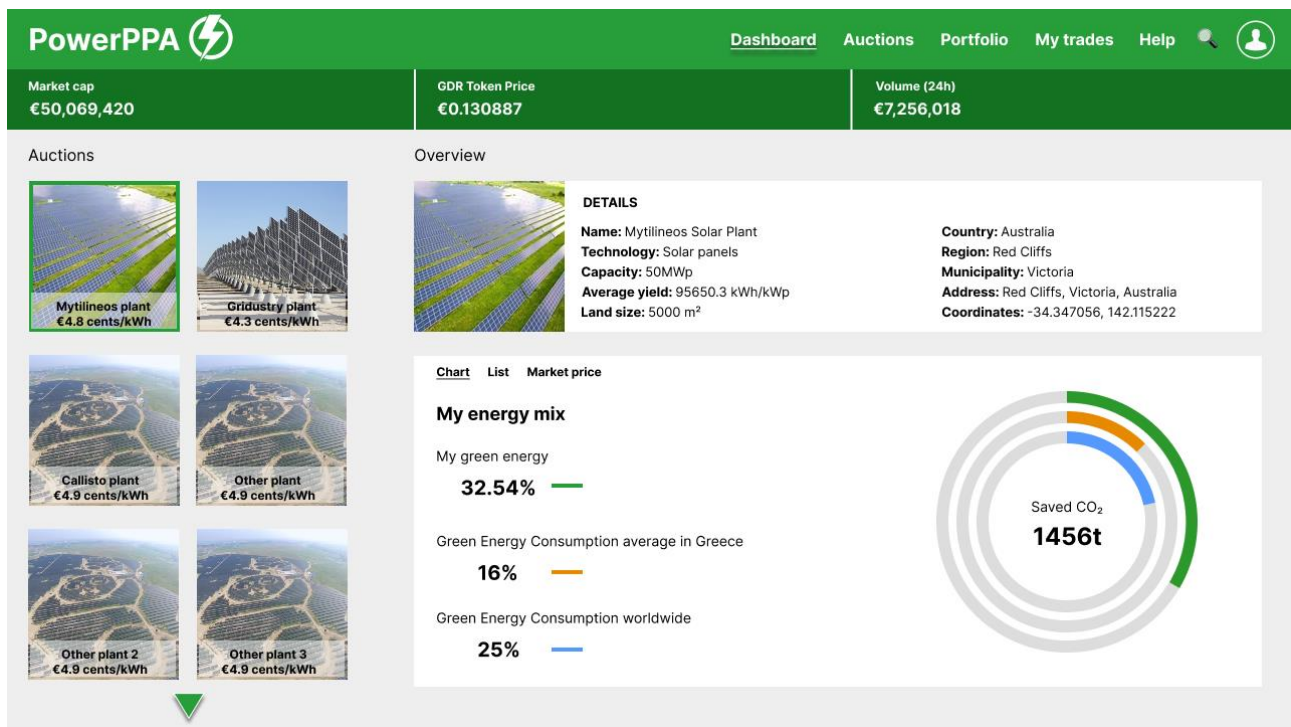 PowerPPA
Dashboard Auctions Portfolio My trades Help
Market cap
€50,069,420
GDR Token Price
€0.130887
Volume (24h)
€7,256,018
Auctions
Mytilineos plant
€4.8 cents/kWh
Gridustry plant
€4.3 cents/kWh
Callisto plant
€4.9 cents/kWh
Other plant
€4.9 cents/kWh
Other plant 2
€4.9 cents/kWh
Other plant 3
€4.9 cents/kWh
Overview
DETAILS
Name: Mytilineos Solar Plant
Technology: Solar panels
Capacity: 50MWp
Average yield: 95650.3 kWh/kWp
Land size: 5000 m²
Country: Australia
Region: Red Cliffs
Municipality: Victoria
Address: Red Cliffs, Victoria, Australia
Coordinates: -34.347056, 142.115222
Chart List Market price
My energy mix
My green energy
32.54%
Green Energy Consumption average in Greece
16%
Green Energy Consumption worldwide
25%
Saved CO₂
1456t